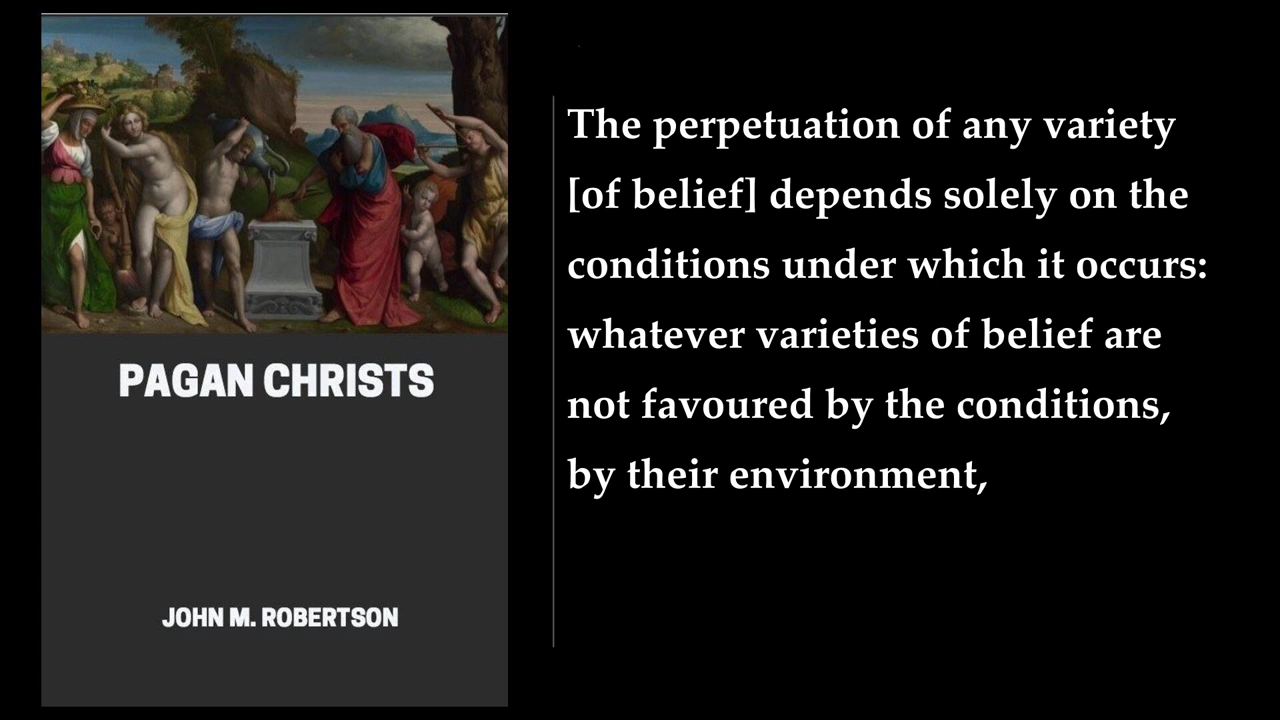 PAGAN CHRISTS
JOHN M. ROBERTSON
The perpetuation of any variety
[of belief] depends solely on the
conditions under which it occurs:
whatever varieties of belief are
not favoured by the conditions,
by their environment,